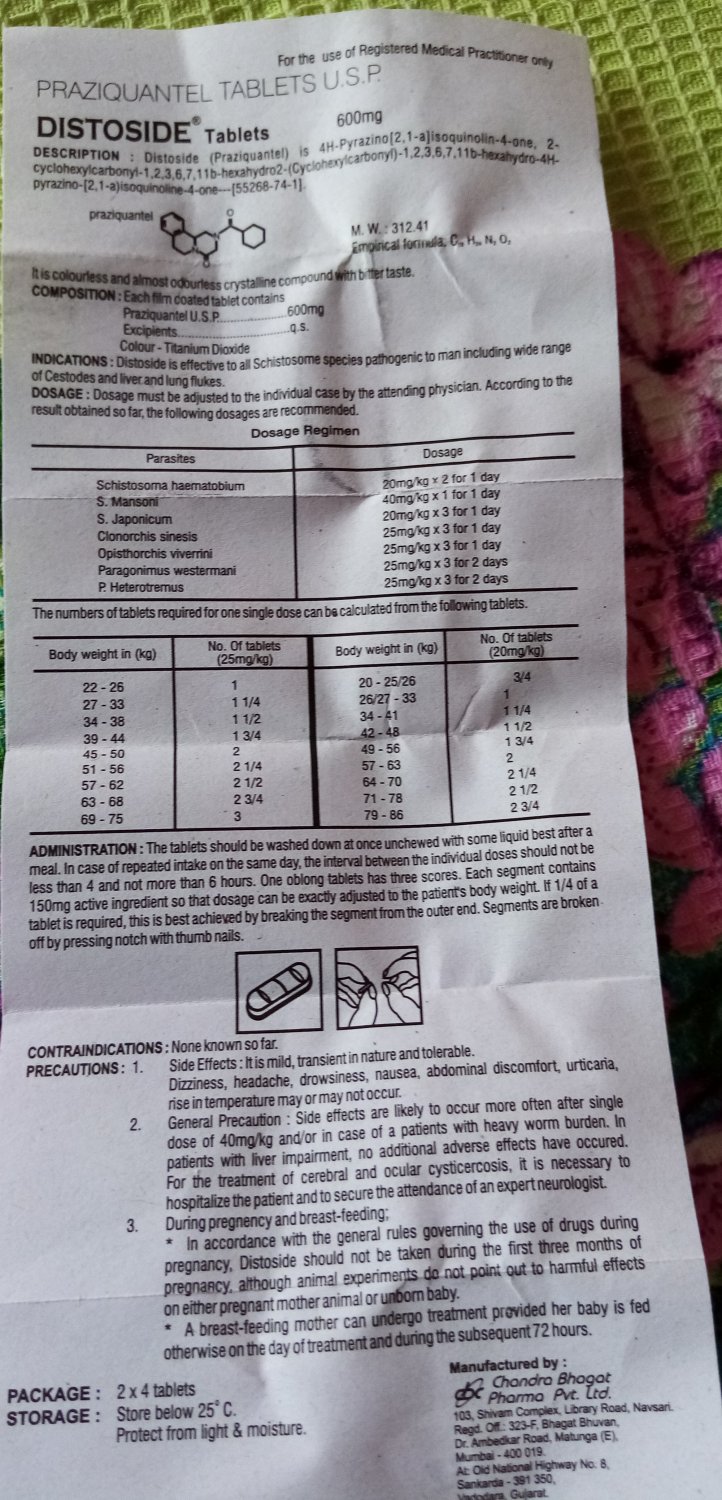 For the use of Registered Medical Practitioner only
PRAZIQUANTEL TABLETS U.S.P.
DISTOSIDE® Tablets 600mg
DESCRIPTION : Distoside (Praziquantel) is 4H-Pyrazino[2,1-a]isoquinolin-4-one, 2-
cyclohexylcarbonyl-1,2,3,6,7,11b-hexahydro2-(Cyclohexylcarbonyl)-1,2,3,6,7,11b-hexahydro-4H-
pyrazino-[2,1-a)isoquinoline-4-one---[55268-74-1].
praziquantel
O
N
N
O
M. W. : 312.41
Empirical formula, C H N, O₂
It is colourless and almost odourless crystalline compound with bitter taste.
COMPOSITION : Each film coated tablet contains
Praziquantel U.S.P.....................600mg
Excipients.................................q.s.
Colour - Titanium Dioxide
INDICATIONS : Distoside is effective to all Schistosome species pathogenic to man including wide range
of Cestodes and liver and lung flukes.
DOSAGE : Dosage must be adjusted to the individual case by the attending physician. According to the
result obtained so far, the following dosages are recommended.
Dosage Regimen
Parasites Dosage
Schistosoma haematobium 20mg/kg x 2 for 1 day
S. Mansoni 40mg/kg x 1 for 1 day
S. Japonicum 20mg/kg x 3 for 1 day
Clonorchis sinesis 25mg/kg x 3 for 1 day
Opisthorchis viverrini 25mg/kg x 3 for 1 day
Paragonimus westermani 25mg/kg x 3 for 2 days
P. Heterotremus 25mg/kg x 3 for 2 days
The numbers of tablets required for one single dose can be calculated from the following tablets.
Body weight in (kg) No. Of tablets (25mg/kg) Body weight in (kg) No. Of tablets (20mg/kg)
22 - 26 1 20 - 25/26 3/4
27 - 33 1 1/4 26/27 - 33 1
34 - 38 1 1/2 34 - 41 1 1/4
39 - 44 1 3/4 42 - 48 1 1/2
45 - 50 2 49 - 56 1 3/4
51 - 56 2 1/4 57 - 63 2
57 - 62 2 1/2 64 - 70 2 1/4
63 - 68 2 3/4 71 - 78 2 1/2
69 - 75 3 79 - 86 2 3/4
ADMINISTRATION : The tablets should be washed down at once unchewed with some liquid best after a
meal. In case of repeated intake on the same day, the interval between the individual doses should not be
less than 4 and not more than 6 hours. One oblong tablets has three scores. Each segment contains
150mg active ingredient so that dosage can be exactly adjusted to the patient's body weight. If 1/4 of a
tablet is required, this is best achieved by breaking the segment from the outer end. Segments are broken
off by pressing notch with thumb nails.
CONTRAINDICATIONS : None known so far.
PRECAUTIONS : 1. Side Effects : It is mild, transient in nature and tolerable.
Dizziness, headache, drowsiness, nausea, abdominal discomfort, urticaria,
rise in temperature may or may not occur.
2. General Precaution : Side effects are likely to occur more often after single
dose of 40mg/kg and/or in case of a patients with heavy worm burden. In
patients with liver impairment, no additional adverse effects have occured.
For the treatment of cerebral and ocular cysticercosis, it is necessary to
hospitalize the patient and to secure the attendance of an expert neurologist.
3. During pregnency and breast-feeding;
* In accordance with the general rules governing the use of drugs during
pregnancy, Distoside should not be taken during the first three months of
pregnancy, although animal experiments do not point out to harmful effects
on either pregnant mother animal or unborn baby.
* A breast-feeding mother can undergo treatment provided her baby is fed
otherwise on the day of treatment and during the subsequent 72 hours.
PACKAGE : 2 x 4 tablets
STORAGE : Store below 25° C.
Protect from light & moisture.
Manufactured by :
cbc Chandra Bhagat
Pharma Pvt. Ltd.
103, Shivam Complex, Library Road, Navsari.
Regd. Off.: 323-F, Bhagat Bhuvan,
Dr. Ambedkar Road, Matunga (E),
Mumbai - 400 019.
At: Old National Highway No. 8,
Sankarda - 391 350,
Vadodara, Gujarat.